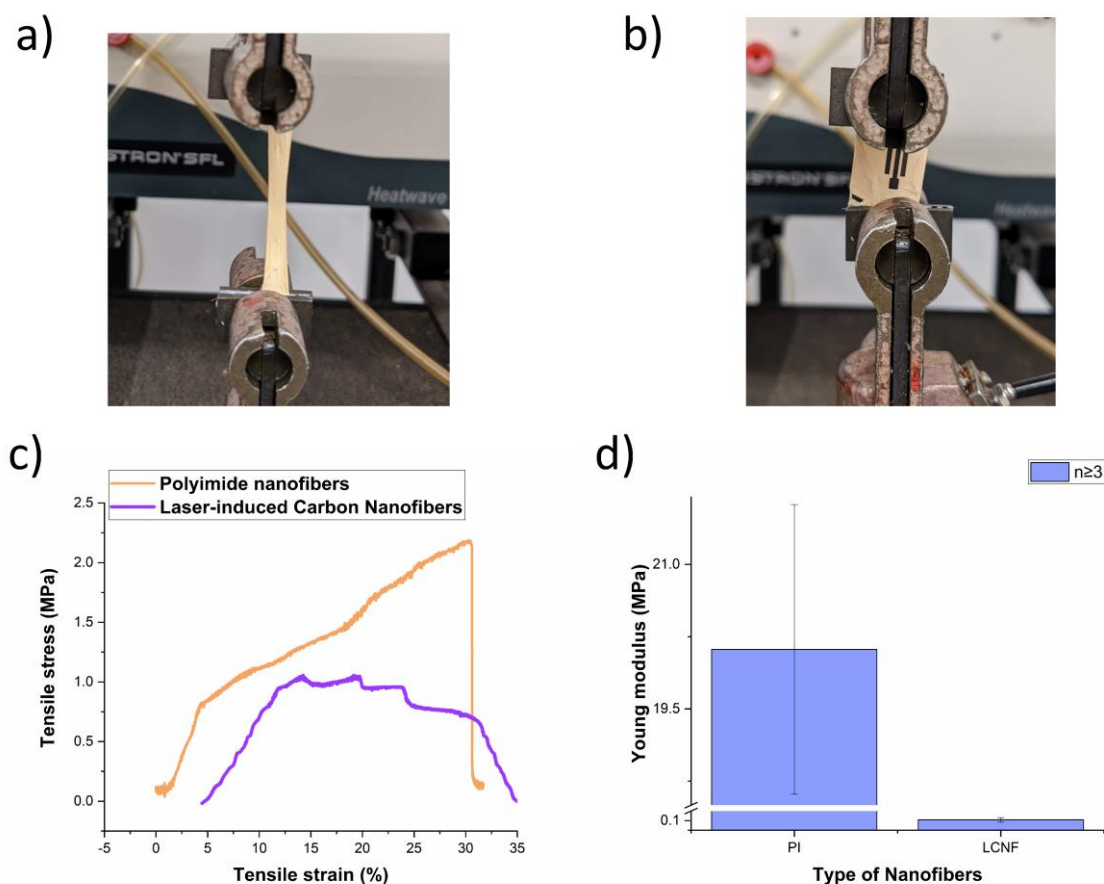 a)
b)
STRON®SFL
Heatwave
STRON®SFL
Heatwave
c)
d)
Polyimide nanofibers
Laser-induced Carbon Nanofibers
2.5
2.0
1.5
1.0
0.5
0.0
Tensile stress (MPa)
-5 0 5 10 15 20 25 30 35
Tensile strain (%)
n≥3
21.0
19.5
0.1
Young modulus (MPa)
PI LCNF
Type of Nanofibers